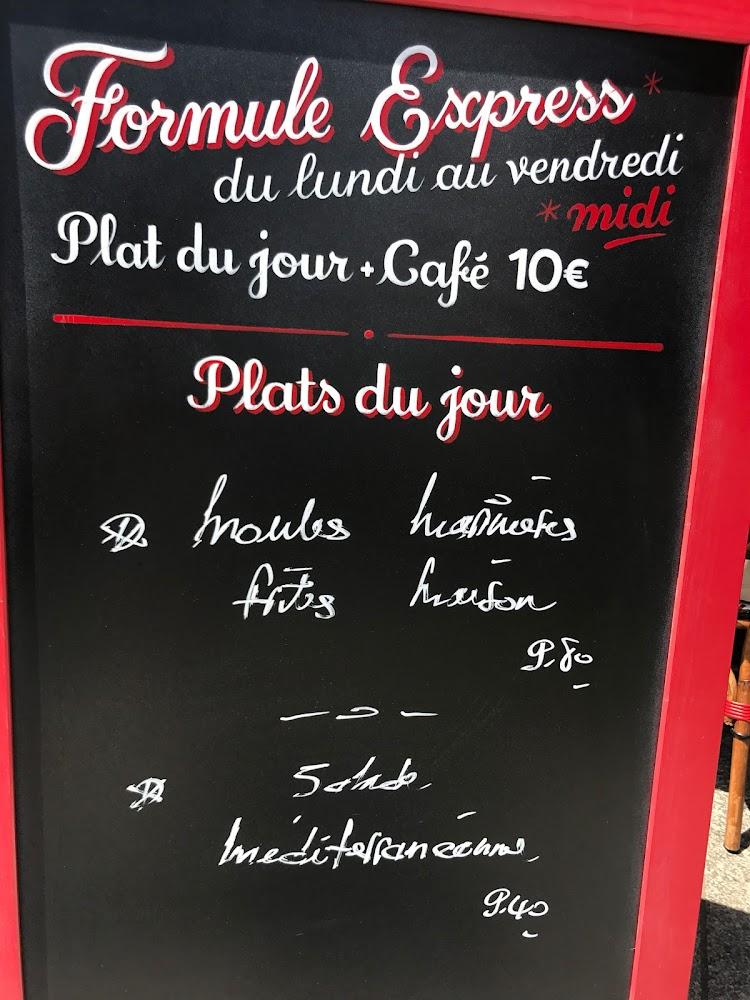 Formule Express*
du lundi au vendredi
*midi
Plat du jour + Café 10€
Plats du jour
Moules Marinières
frites Maison
9.80
Salade
méditerranéenne
9.40